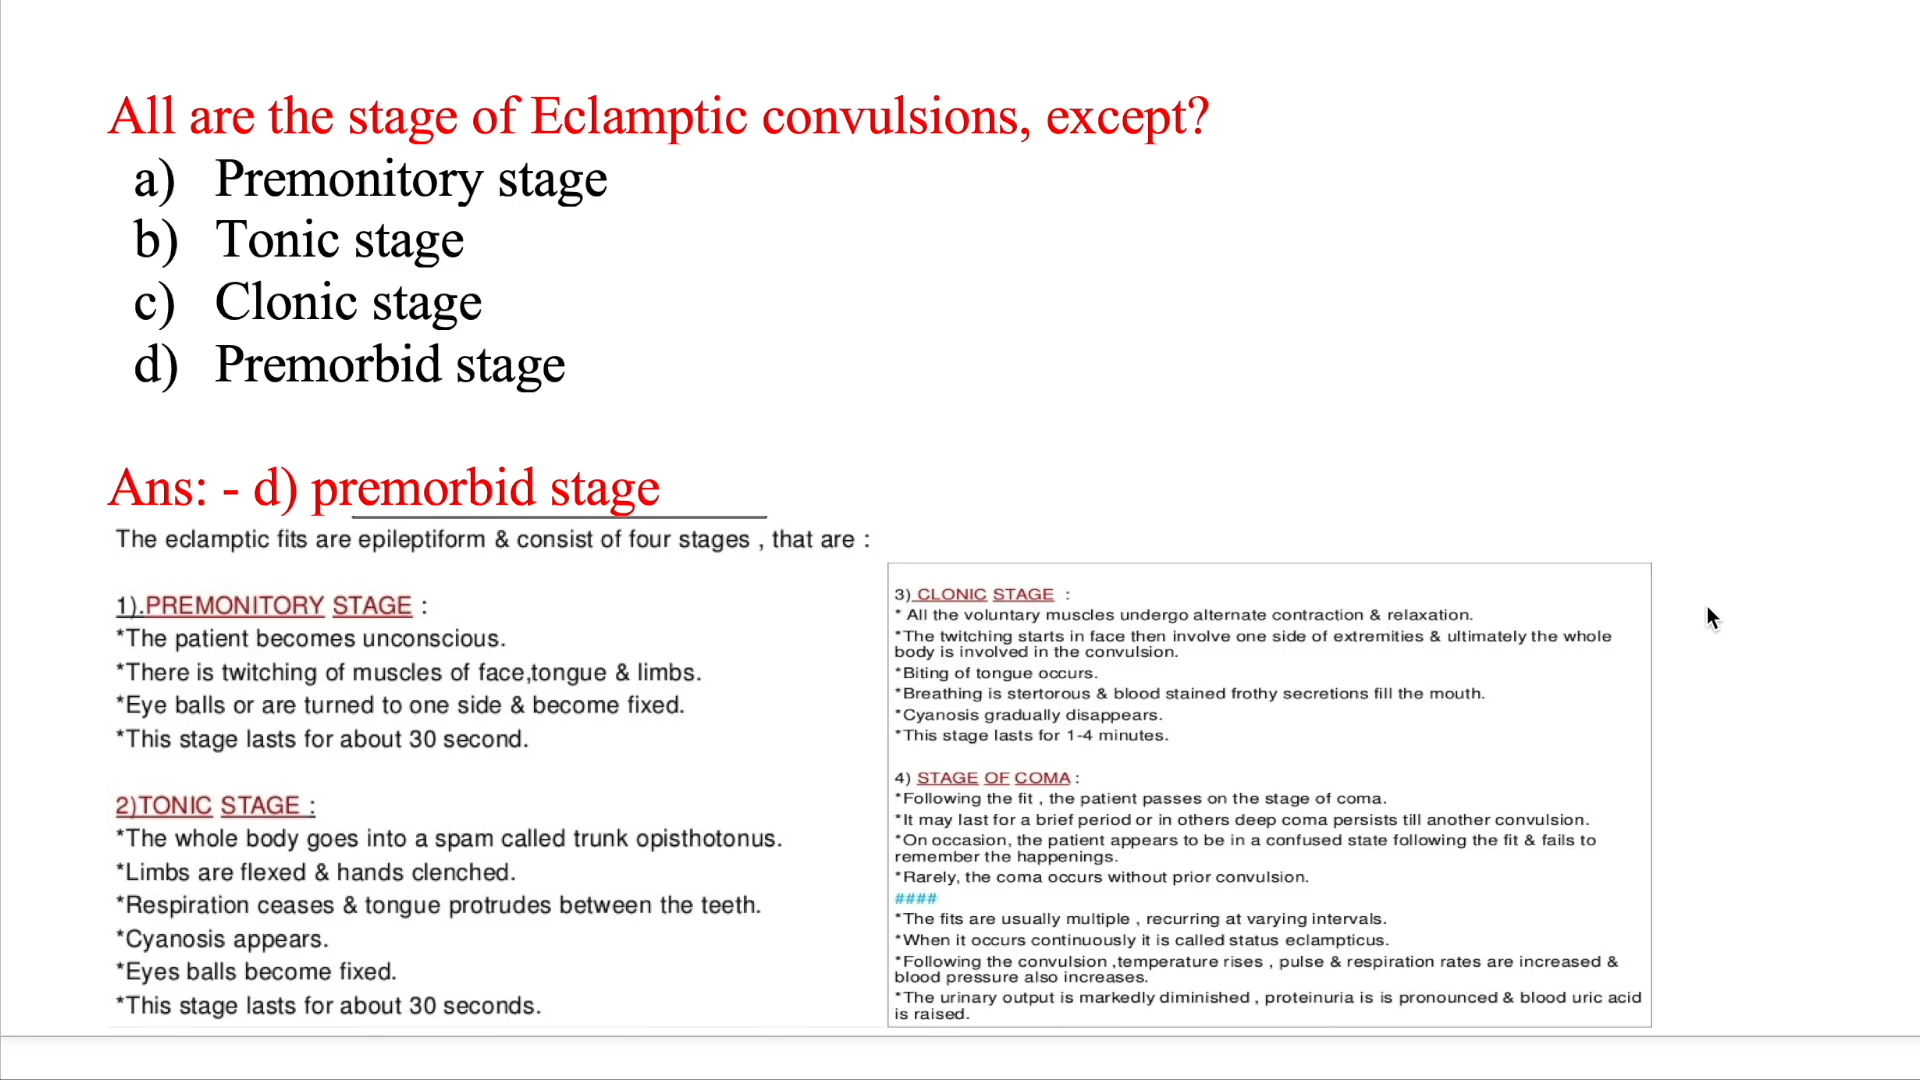 All are the stage of Eclamptic convulsions, except?
a) Premonitory stage
b) Tonic stage
c) Clonic stage
d) Premorbid stage
Ans: - d) premorbid stage
The eclamptic fits are epileptiform & consist of four stages , that are :
1).PREMONITORY STAGE :
*The patient becomes unconscious.
*There is twitching of muscles of face,tongue & limbs.
*Eye balls or are turned to one side & become fixed.
*This stage lasts for about 30 second.
2)TONIC STAGE :
*The whole body goes into a spam called trunk opisthotonus.
*Limbs are flexed & hands clenched.
*Respiration ceases & tongue protrudes between the teeth.
*Cyanosis appears.
*Eyes balls become fixed.
*This stage lasts for about 30 seconds.
3) CLONIC STAGE :
* All the voluntary muscles undergo alternate contraction & relaxation.
*The twitching starts in face then involve one side of extremities & ultimately the whole
body is involved in the convulsion.
*Biting of tongue occurs.
*Breathing is stertorous & blood stained frothy secretions fill the mouth.
*Cyanosis gradually disappears.
*This stage lasts for 1-4 minutes.
4) STAGE OF COMA :
*Following the fit , the patient passes on the stage of coma.
*It may last for a brief period or in others deep coma persists till another convulsion.
*On occasion, the patient appears to be in a confused state following the fit & fails to
remember the happenings.
*Rarely, the coma occurs without prior convulsion.
####
*The fits are usually multiple , recurring at varying intervals.
*When it occurs continuously it is called status eclampticus.
*Following the convulsion ,temperature rises , pulse & respiration rates are increased &
blood pressure also increases.
*The urinary output is markedly diminished , proteinuria is is pronounced & blood uric acid
is raised.